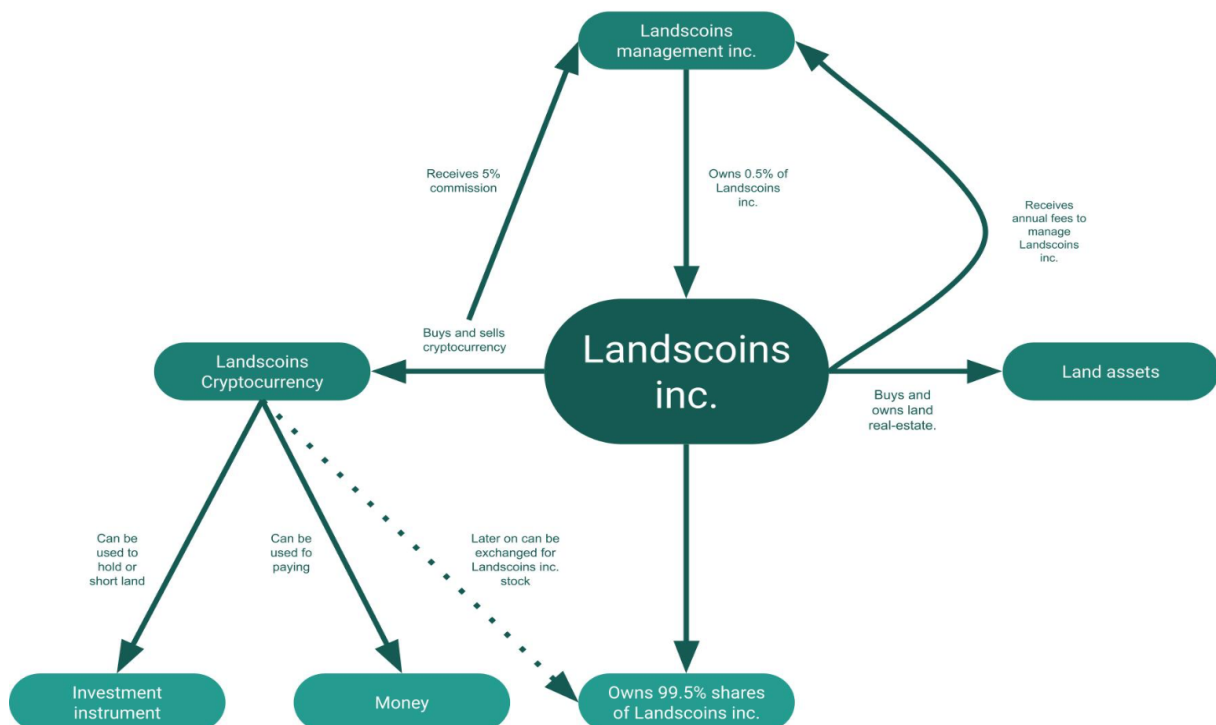 Landscoins
management inc.
Receives 5%
commission
Owns 0.5% of
Landscoins
inc.
Receives
annual fees to
manage
Landscoins
inc.
Buys and sells
cryptocurrency
Landscoins
Cryptocurrency
Landscoins
inc.
Land assets
Buys and
owns land
real-estate.
Can be
used to
hold or
short land
Can be
used fo
paying
Later on can be
exchanged for
Landscoins inc.
stock
Investment
instrument
Money
Owns 99.5% shares
of Landscoins inc.